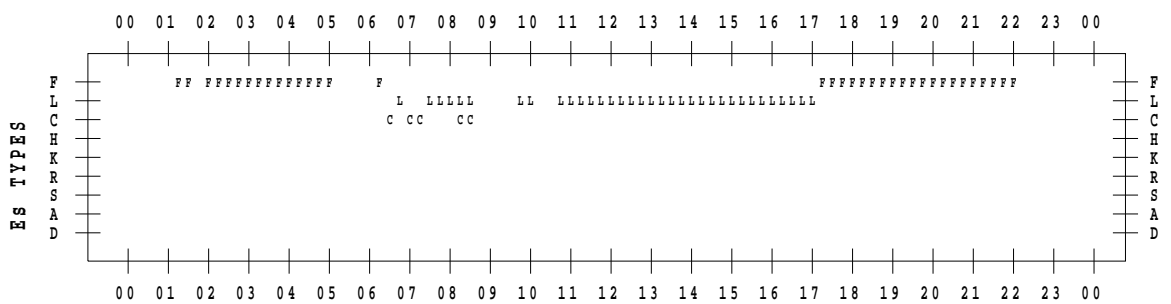 00 01 02 03 04 05 06 07 08 09 10 11 12 13 14 15 16 17 18 19 20 21 22 23 00
F FF FFFFFFFFFFFFF F FFFFFFFFFFFFFFFFFFFF F
L L LLLLL LL LLLLLLLLLLLLLLLLLLLLLLLLLL L
C C CC CC C
H H
K K
R R
S S
A A
D D
Es TYPES
00 01 02 03 04 05 06 07 08 09 10 11 12 13 14 15 16 17 18 19 20 21 22 23 00